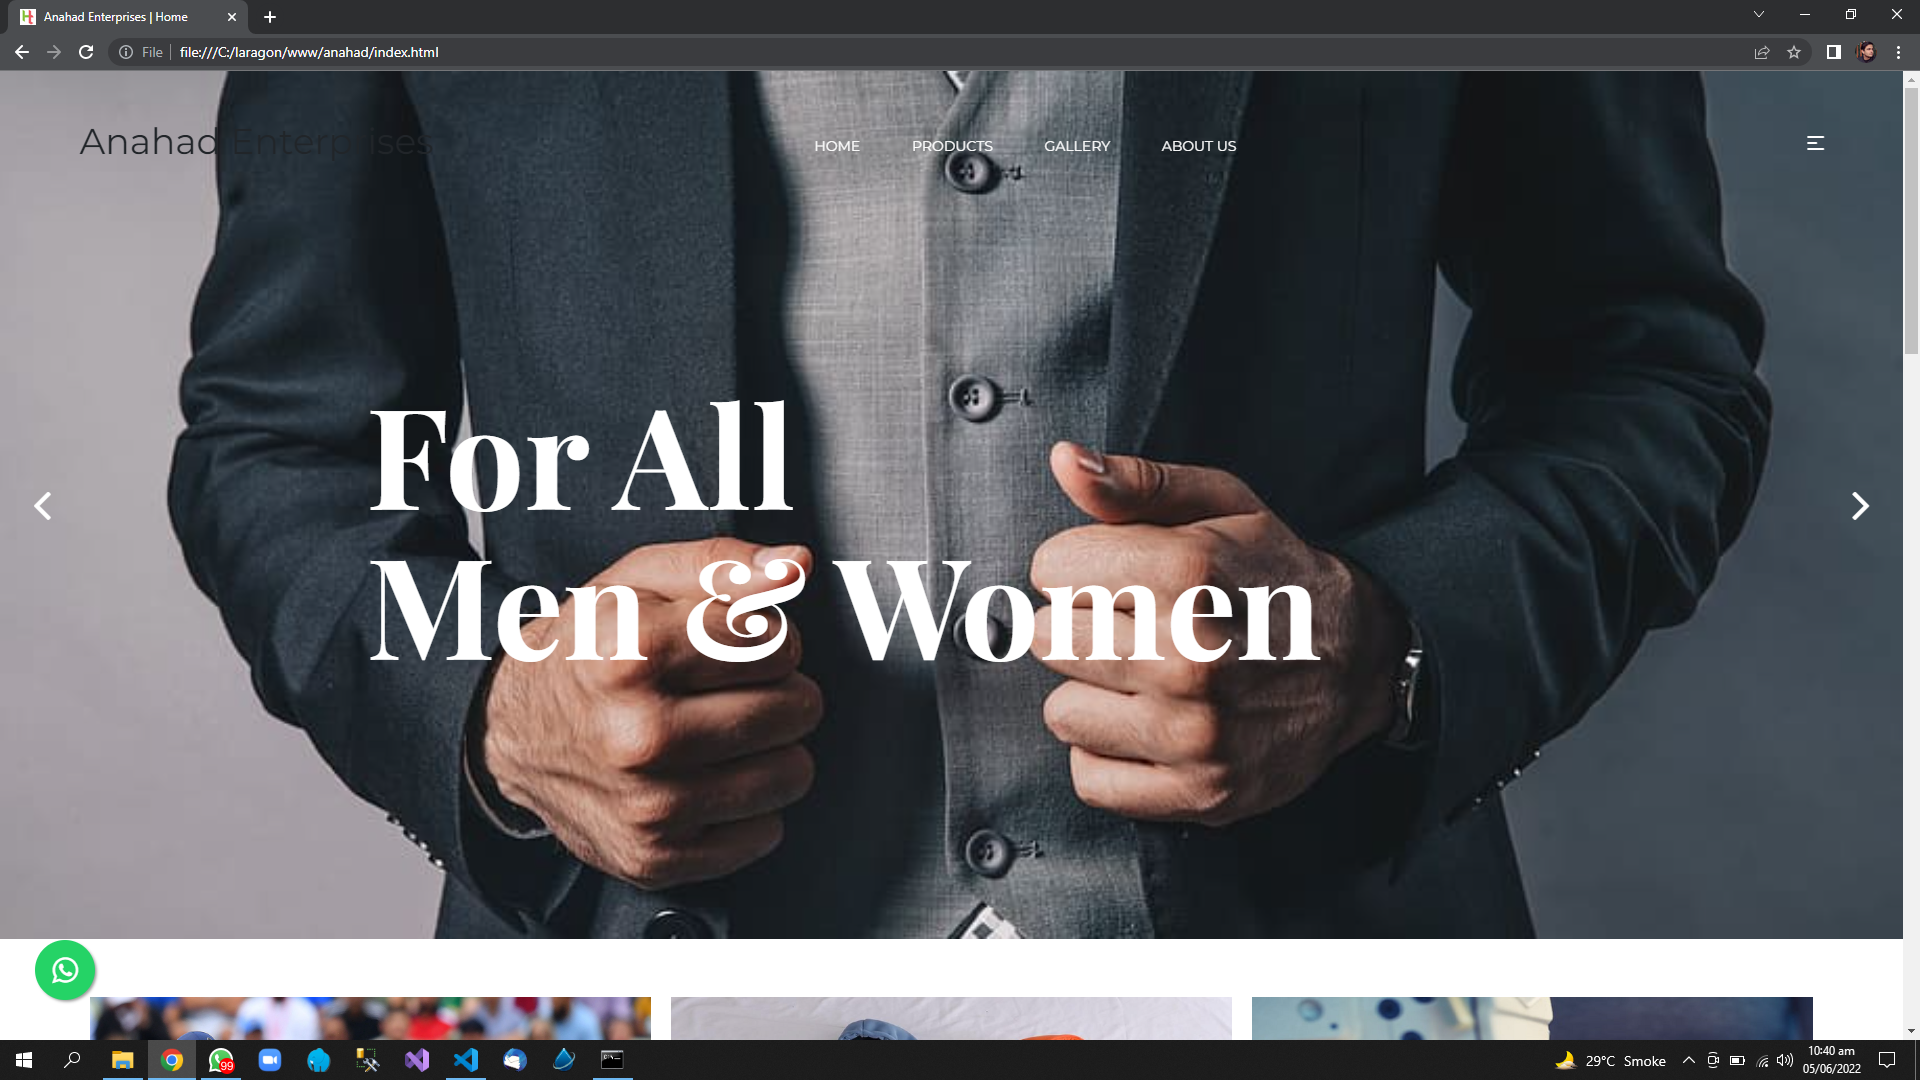 Anahad Enterprises | Home
File
file:///C:/laragon/www/anahad/index.html
Anahad Enterprises
HOME
PRODUCTS
GALLERY
ABOUT US
For All
Men & Women
99
29°C Smoke
10:40 am
05/06/2022